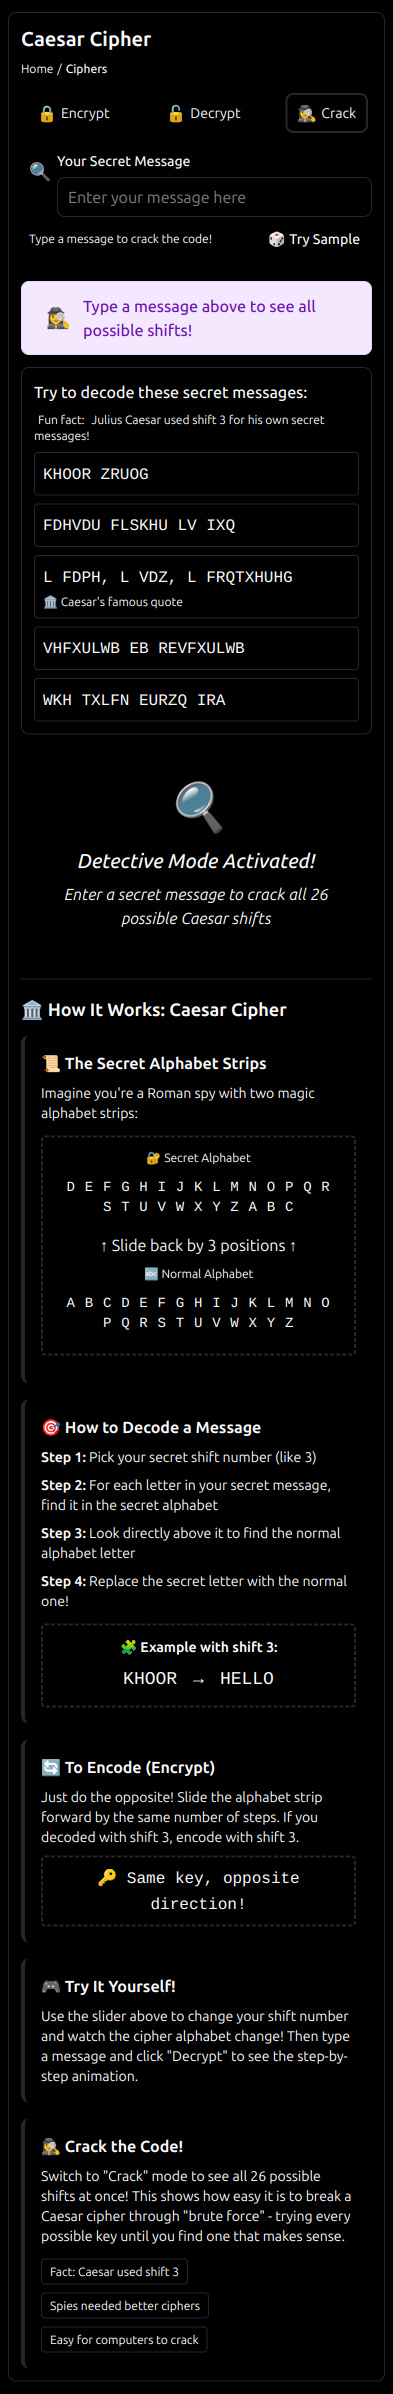 Caesar Cipher
Home / Ciphers
🔒 Encrypt 🔓 Decrypt 🕵️ Crack
🔍 Your Secret Message
Enter your message here
Type a message to crack the code! 🎲 Try Sample
🕵️ Type a message above to see all
possible shifts!
Try to decode these secret messages:
Fun fact: Julius Caesar used shift 3 for his own secret
messages!
KHOOR ZRUOG
FDHVDU FLSKHU LV IXQ
L FDPH, L VDZ, L FRQTXHUHG
🏛️ Caesar's famous quote
VHFXULWB EB REVFXULWB
WKH TXLFN EURZQ IRA
🔍
Detective Mode Activated!
Enter a secret message to crack all 26
possible Caesar shifts
🏛️ How It Works: Caesar Cipher
📜 The Secret Alphabet Strips
Imagine you're a Roman spy with two magic
alphabet strips:
🔐 Secret Alphabet
D E F G H I J K L M N O P Q R
S T U V W X Y Z A B C
↑ Slide back by 3 positions ↑
🔤 Normal Alphabet
A B C D E F G H I J K L M N O
P Q R S T U V W X Y Z
🎯 How to Decode a Message
Step 1: Pick your secret shift number (like 3)
Step 2: For each letter in your secret message,
find it in the secret alphabet
Step 3: Look directly above it to find the normal
alphabet letter
Step 4: Replace the secret letter with the normal
one!
🧩 Example with shift 3:
KHOOR → HELLO
🔄 To Encode (Encrypt)
Just do the opposite! Slide the alphabet strip
forward by the same number of steps. If you
decoded with shift 3, encode with shift 3.
🔑 Same key, opposite
direction!
🎮 Try It Yourself!
Use the slider above to change your shift number
and watch the cipher alphabet change! Then type
a message and click "Decrypt" to see the step-by-
step animation.
🕵️ Crack the Code!
Switch to "Crack" mode to see all 26 possible
shifts at once! This shows how easy it is to break a
Caesar cipher through "brute force" - trying every
possible key until you find one that makes sense.
Fact: Caesar used shift 3
Spies needed better ciphers
Easy for computers to crack